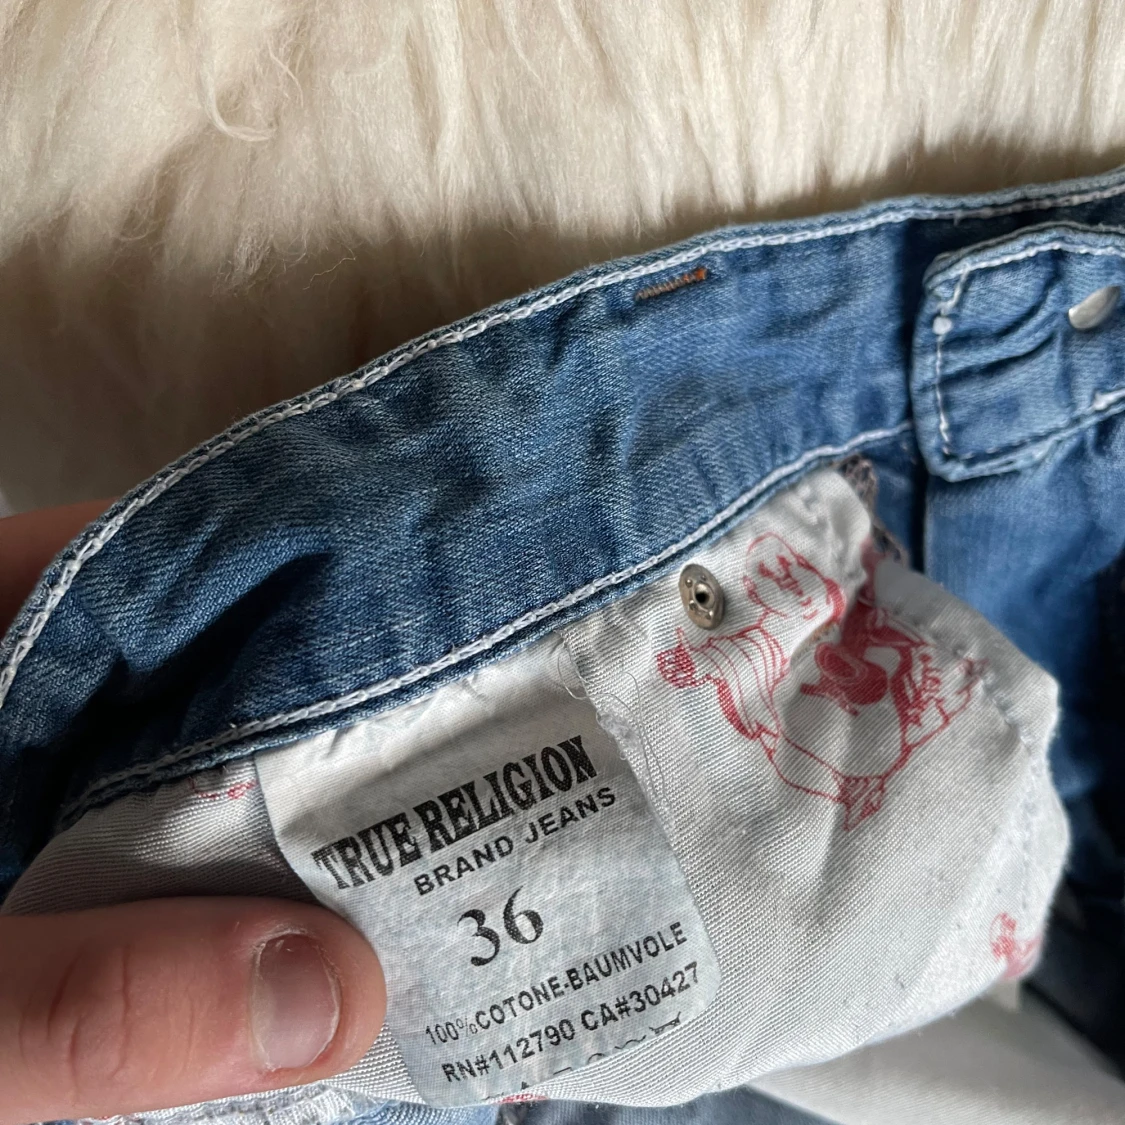 TRUE RELIGION
BRAND JEANS
36
100%COTONE-BAUMVOLE
RN#112790 CA#30427